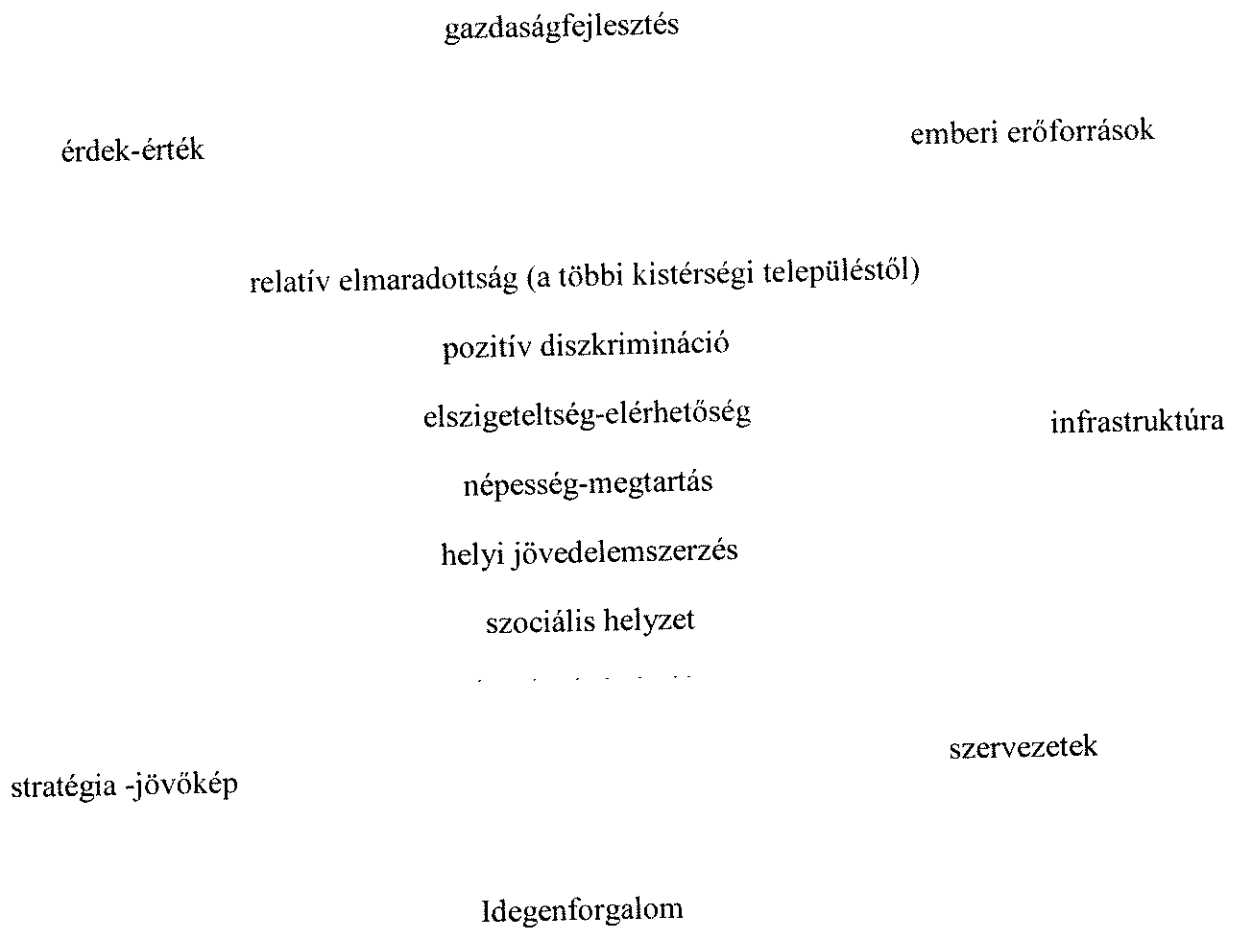 gazdaságfejlesztés
érdek-érték
emberi erőforrások
relatív elmaradottság (a többi kistérségi településtől)
pozitív diszkrimináció
elszigeteltség-elérhetőség
infrastruktúra
népesség-megtartás
helyi jövedelemszerzés
szociális helyzet
szervezetek
stratégia -jövőkép
Idegenforgalom